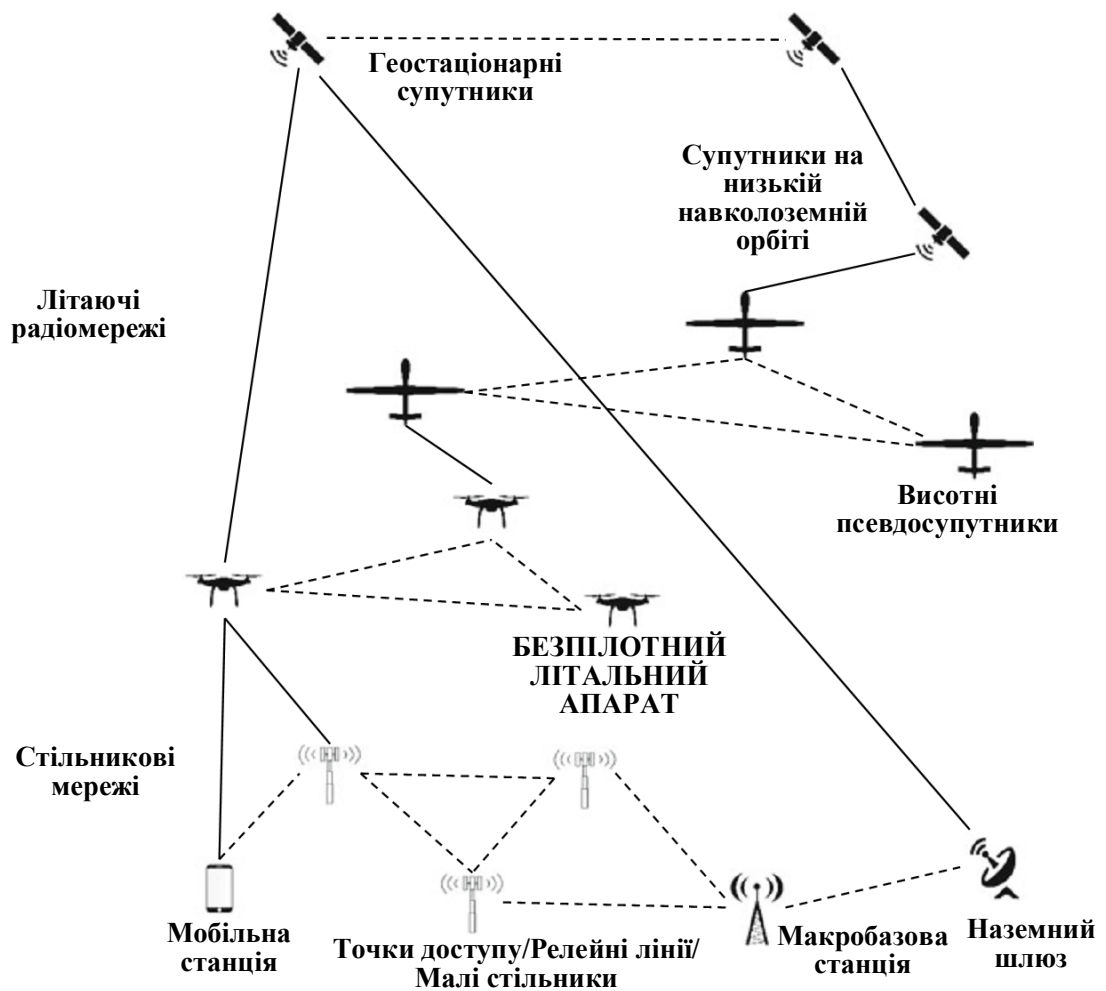 Геостаціонарні
супутники
Супутники на
низькій
навколоземній
орбіті
Літаючі
радіомережі
Висотні
псевдосупутники
БЕЗПІЛОТНИЙ
ЛІТАЛЬНИЙ
АПАРАТ
Стільникові
мережі
Мобільна
станція
Точки доступу/Релейні лінії/
Малі стільники
Макробазова
станція
Наземний
шлюз